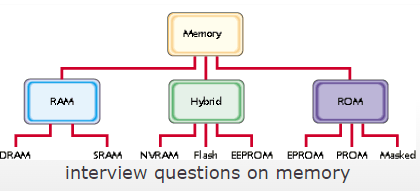 Memory
RAM Hybrid ROM
DRAM SRAM NVRAM Flash EEPROM EPROM PROM Masked
interview questions on memory